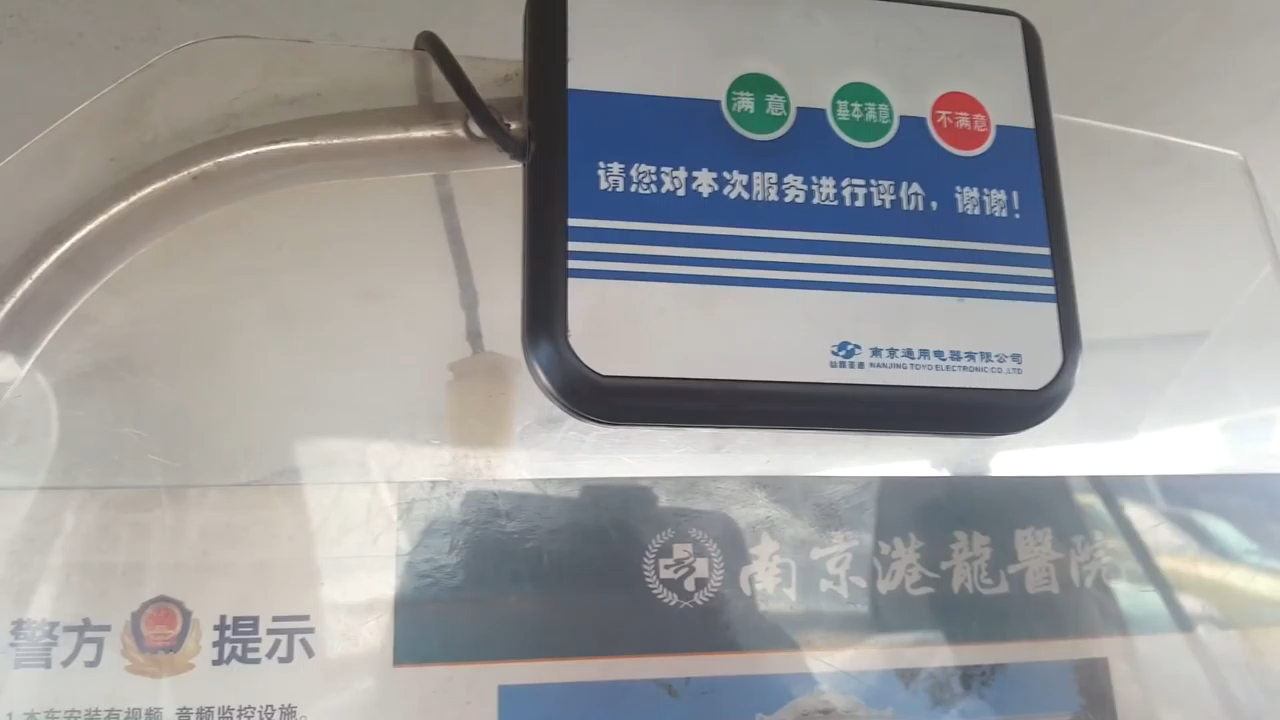 满 意
基本满意
不满意
请您对本次服务进行评价，谢谢！
南京通用电器有限公司
NANJING TOYO ELECTRONIC CO.,LTD
南京港龍醫院
警方 提示
1.本车安装有视频、音频监控设施。